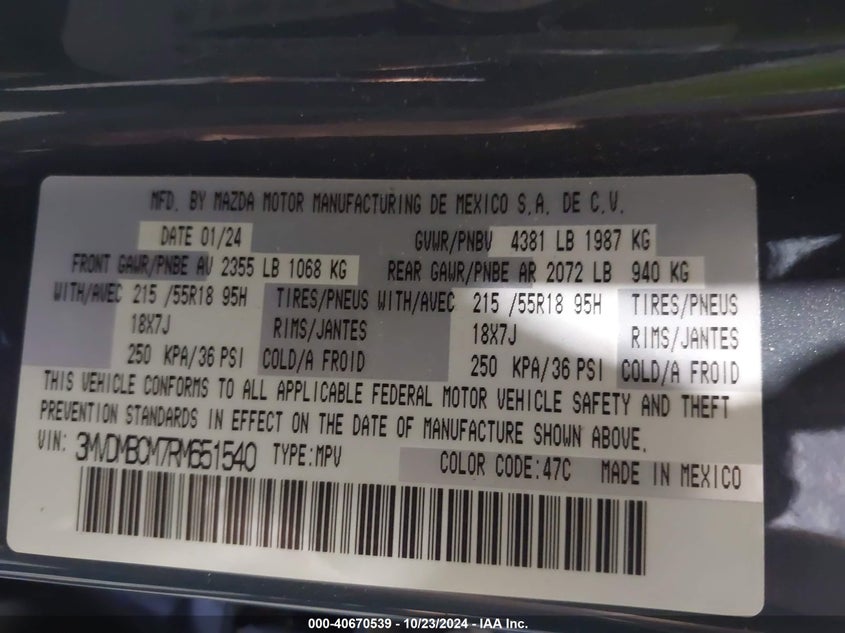 MFD. BY MAZDA MOTOR MANUFACTURING DE MEXICO S.A. DE C.V.
DATE 01/24 GVWR/PNBV 4381 LB 1987 KG
FRONT GAWR/PNBE AV 2355 LB 1068 KG REAR GAWR/PNBE AR 2072 LB 940 KG
WITH/AVEC 215 /55R18 95H TIRES/PNEUS WITH/AVEC 215 /55R18 95H TIRES/PNEUS
18X7J RIMS/JANTES 18X7J RIMS/JANTES
250 KPA/36 PSI COLD/A FROID 250 KPA/36 PSI COLD/A FROID
THIS VEHICLE CONFORMS TO ALL APPLICABLE FEDERAL MOTOR VEHICLE SAFETY AND THEFT
PREVENTION STANDARDS IN EFFECT ON THE DATE OF MANUFACTURE SHOWN ABOVE.
VIN: 3MVDMBCM7RM651540 TYPE:MPV COLOR CODE:47C MADE IN MEXICO
000-40670539 - 10/23/2024 - IAA Inc.